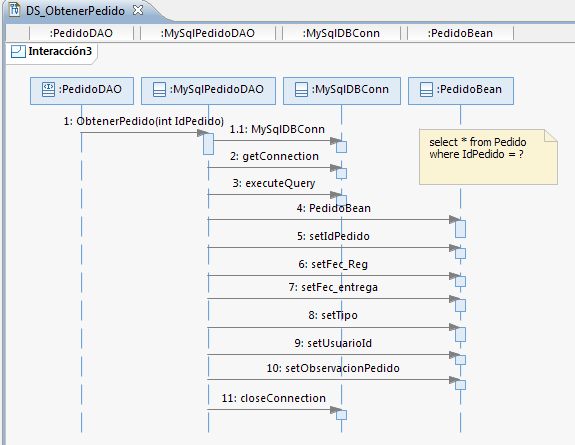 DS_ObtenerPedido
:PedidoDAO
:MySqlPedidoDAO
:MySqlDBConn
:PedidoBean
Interacción3
:PedidoDAO
:MySqlPedidoDAO
:MySqlDBConn
:PedidoBean
1: ObtenerPedido(int IdPedido)
1.1: MySqlDBConn
select * from Pedido
where IdPedido = ?
2: getConnection
3: executeQuery
4: PedidoBean
5: setIdPedido
6: setFec_Reg
7: setFec_entrega
8: setTipo
9: setUsuarioId
10: setObservacionPedido
11: closeConnection